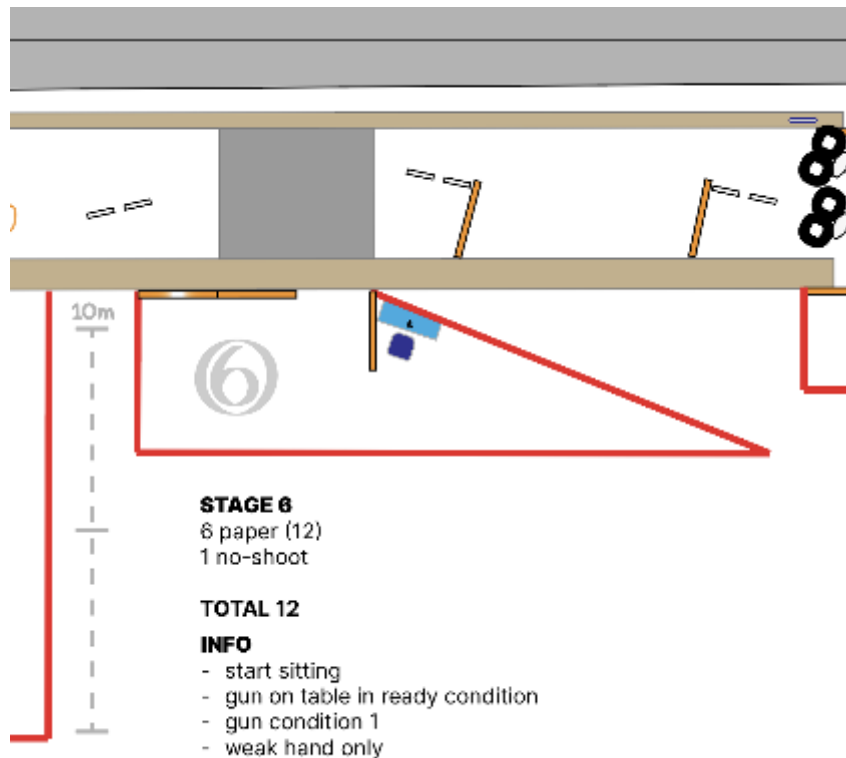 10m
6
STAGE 6
6 paper (12)
1 no-shoot
TOTAL 12
INFO
- start sitting
- gun on table in ready condition
- gun condition 1
- weak hand only